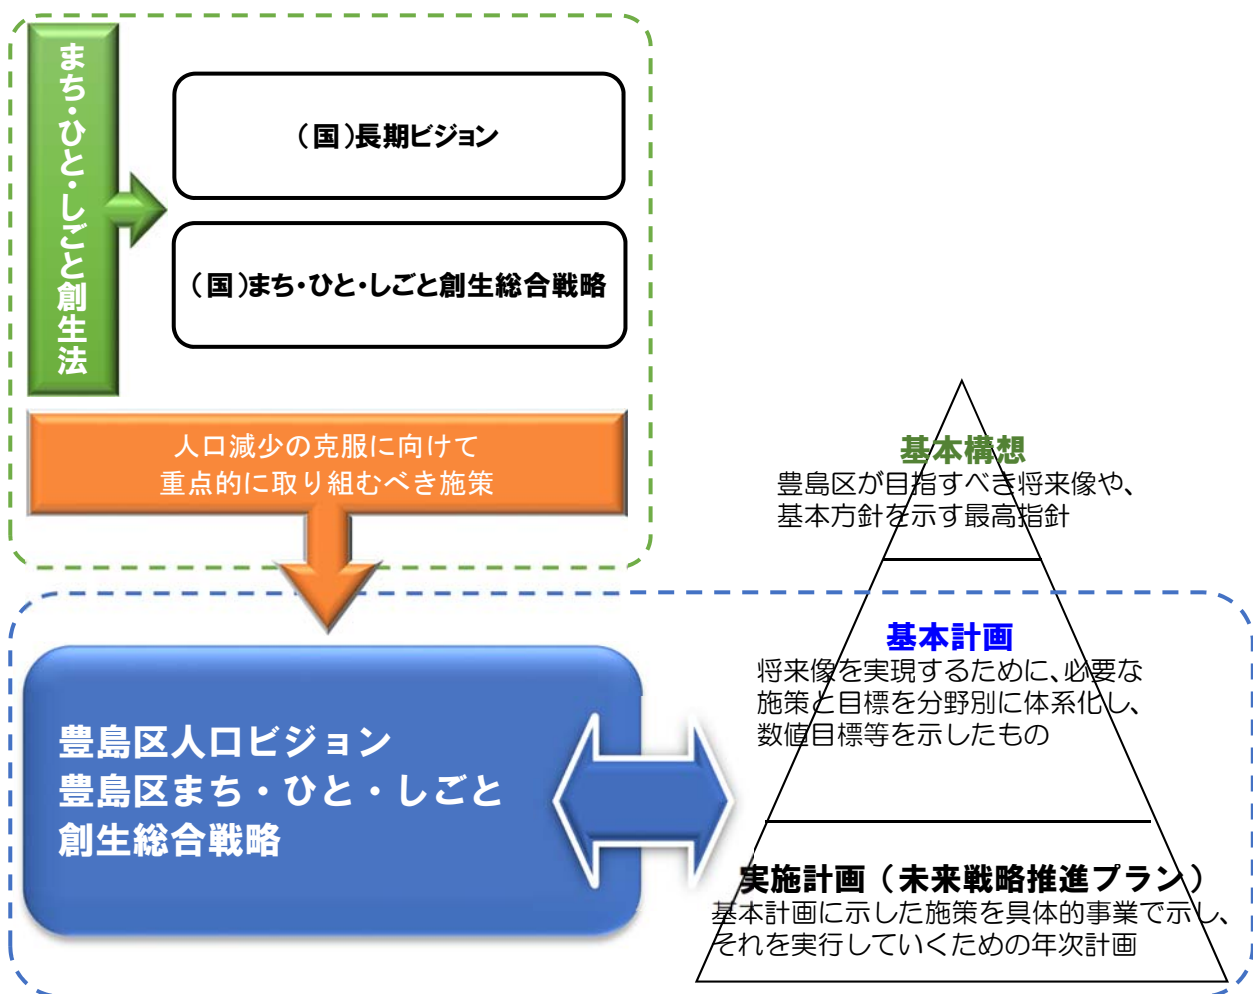 まち・ひと・しごと創生法
（国）長期ビジョン
（国）まち・ひと・しごと創生総合戦略
人口減少の克服に向けて
重点的に取り組むべき施策
豊島区人口ビジョン
豊島区まち・ひと・しごと
創生総合戦略
基本構想
豊島区が目指すべき将来像や、
基本方針を示す最高指針
基本計画
将来像を実現するために、必要な
施策と目標を分野別に体系化し、
数値目標等を示したもの
実施計画（未来戦略推進プラン）
基本計画に示した施策を具体的事業で示し、
それを実行していくための年次計画